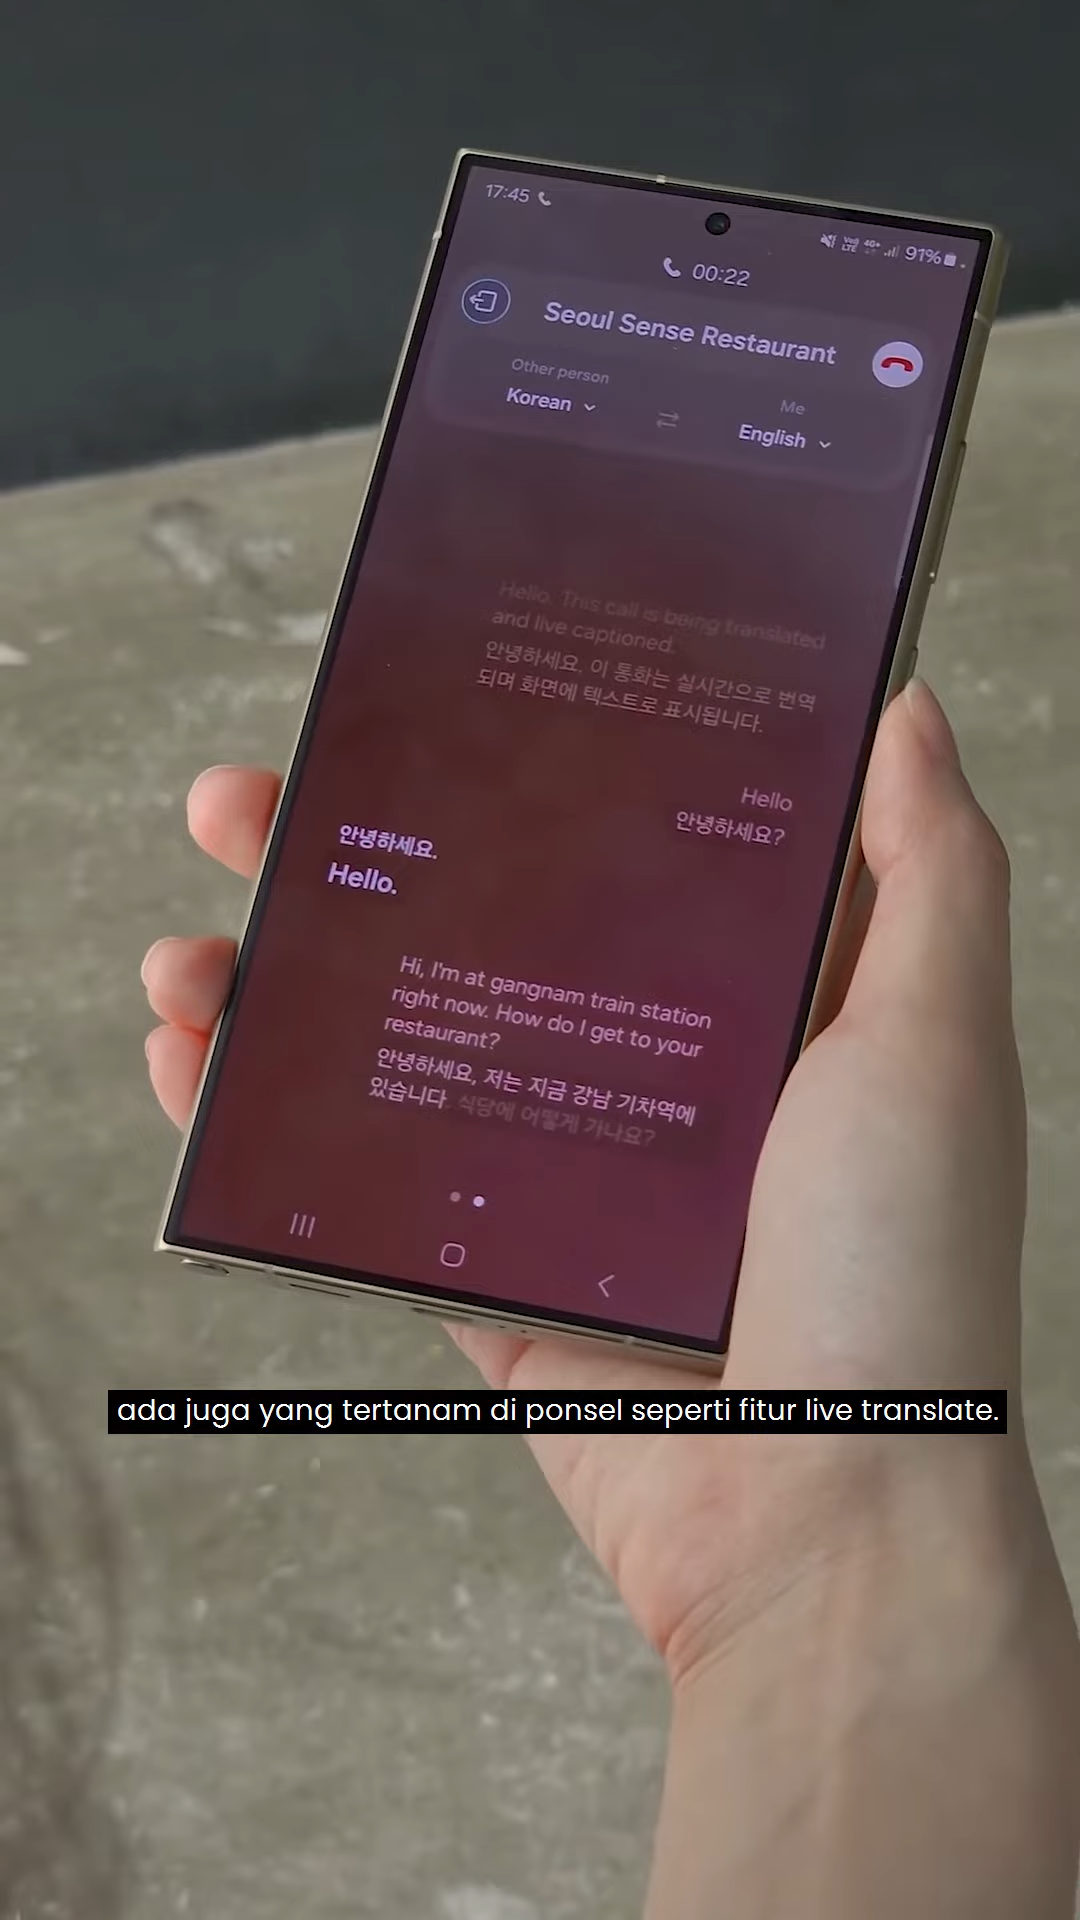 17:45
Voo LTE 4G+ 91%
00:22
Seoul Sense Restaurant
Other person
Korean
Me
English
Hello. This call is being translated
and live captioned.
안녕하세요. 이 통화는 실시간으로 번역
되며 화면에 텍스트로 표시됩니다.
Hello
안녕하세요?
안녕하세요.
Hello.
Hi, I'm at gangnam train station
right now. How do I get to your
restaurant?
안녕하세요, 저는 지금 강남 기차역에
있습니다. 식당에 어떻게 가나요?
ada juga yang tertanam di ponsel seperti fitur live translate.